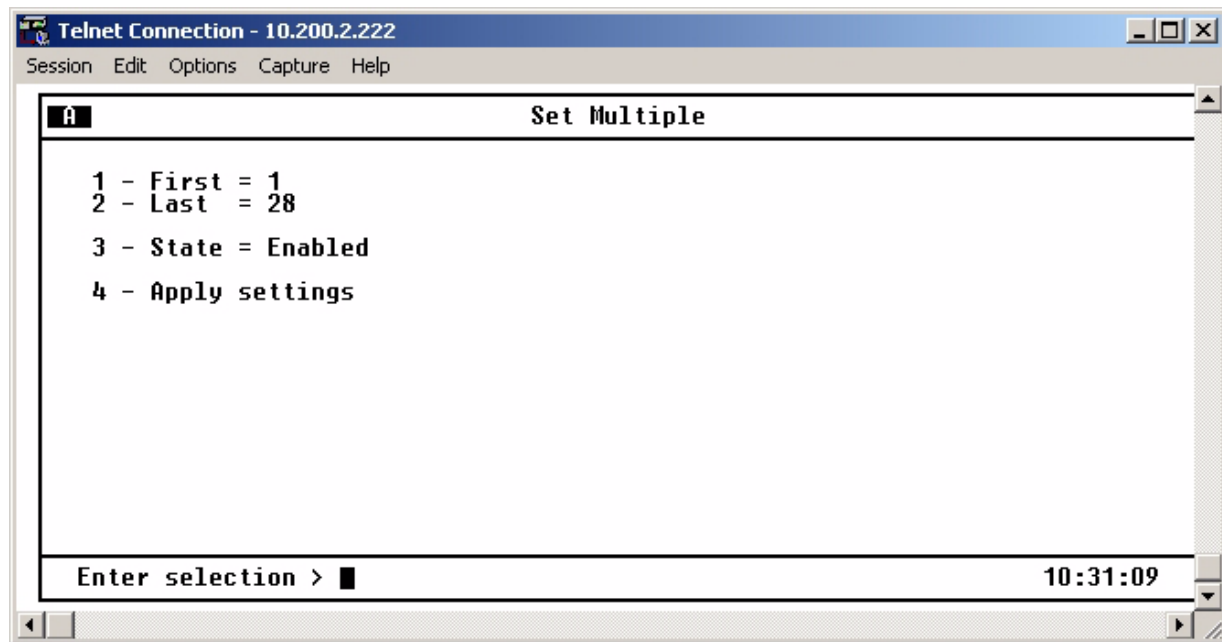 Telnet Connection - 10.200.2.222
Session Edit Options Capture Help
A Set Multiple
1 - First = 1
2 - Last = 28
3 - State = Enabled
4 - Apply settings
Enter selection > 10:31:09